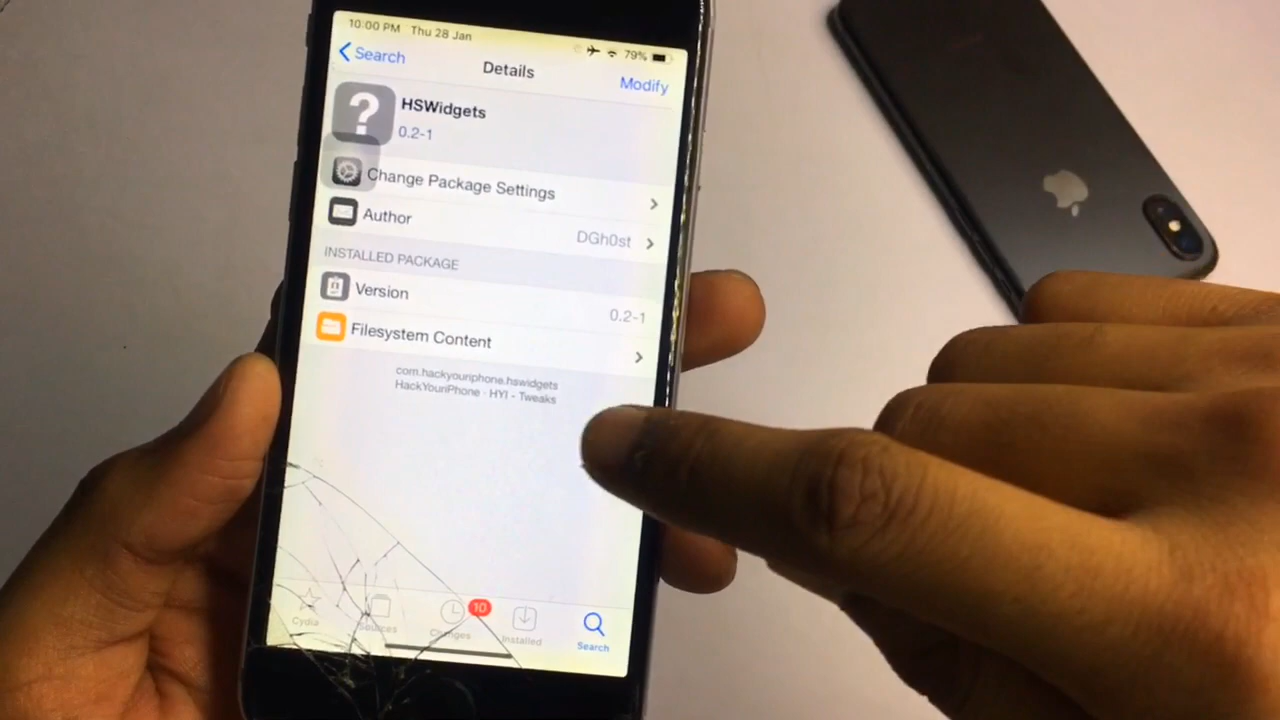 10:00 PM Thu 28 Jan 79%
Search
Details
Modify
HSWidgets
0.2-1
Change Package Settings
Author DGh0st
INSTALLED PACKAGE
Version 0.2-1
Filesystem Content
com.hackyouriphone.hswidgets
HackYouriPhone · HYI - Tweaks
10
Cydia Sources Changes Installed Search